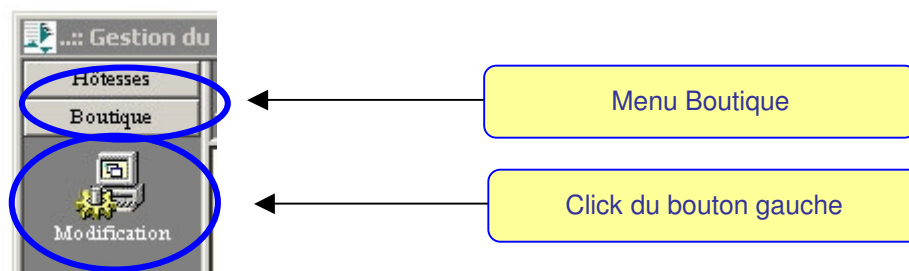 ..:: Gestion du
Hôtesses
Boutique
Modification
Menu Boutique
Click du bouton gauche